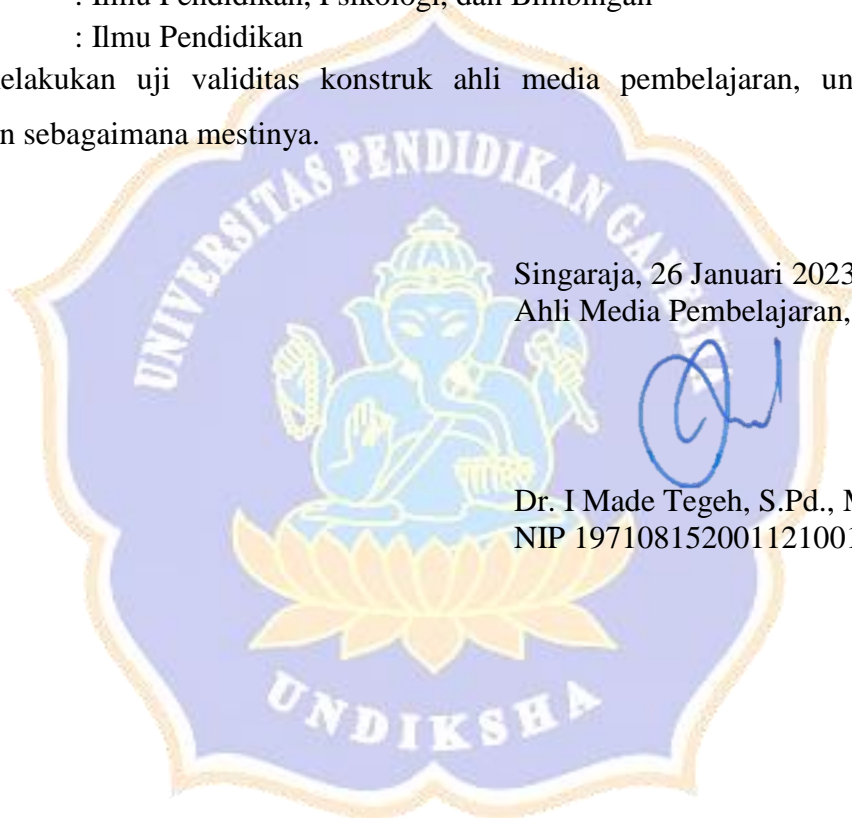 : Ilmu Pendidikan, Psikologi, dan Bimbingan
: Ilmu Pendidikan
elakukan uji validitas konstruk ahli media pembelajaran, un
n sebagaimana mestinya.
UNIVERSITAS PENDIDIKAN GANESHA
Singaraja, 26 Januari 2023
Ahli Media Pembelajaran,
Dr. I Made Tegeh, S.Pd., M
NIP 197108152001121001
UNDIKSHA